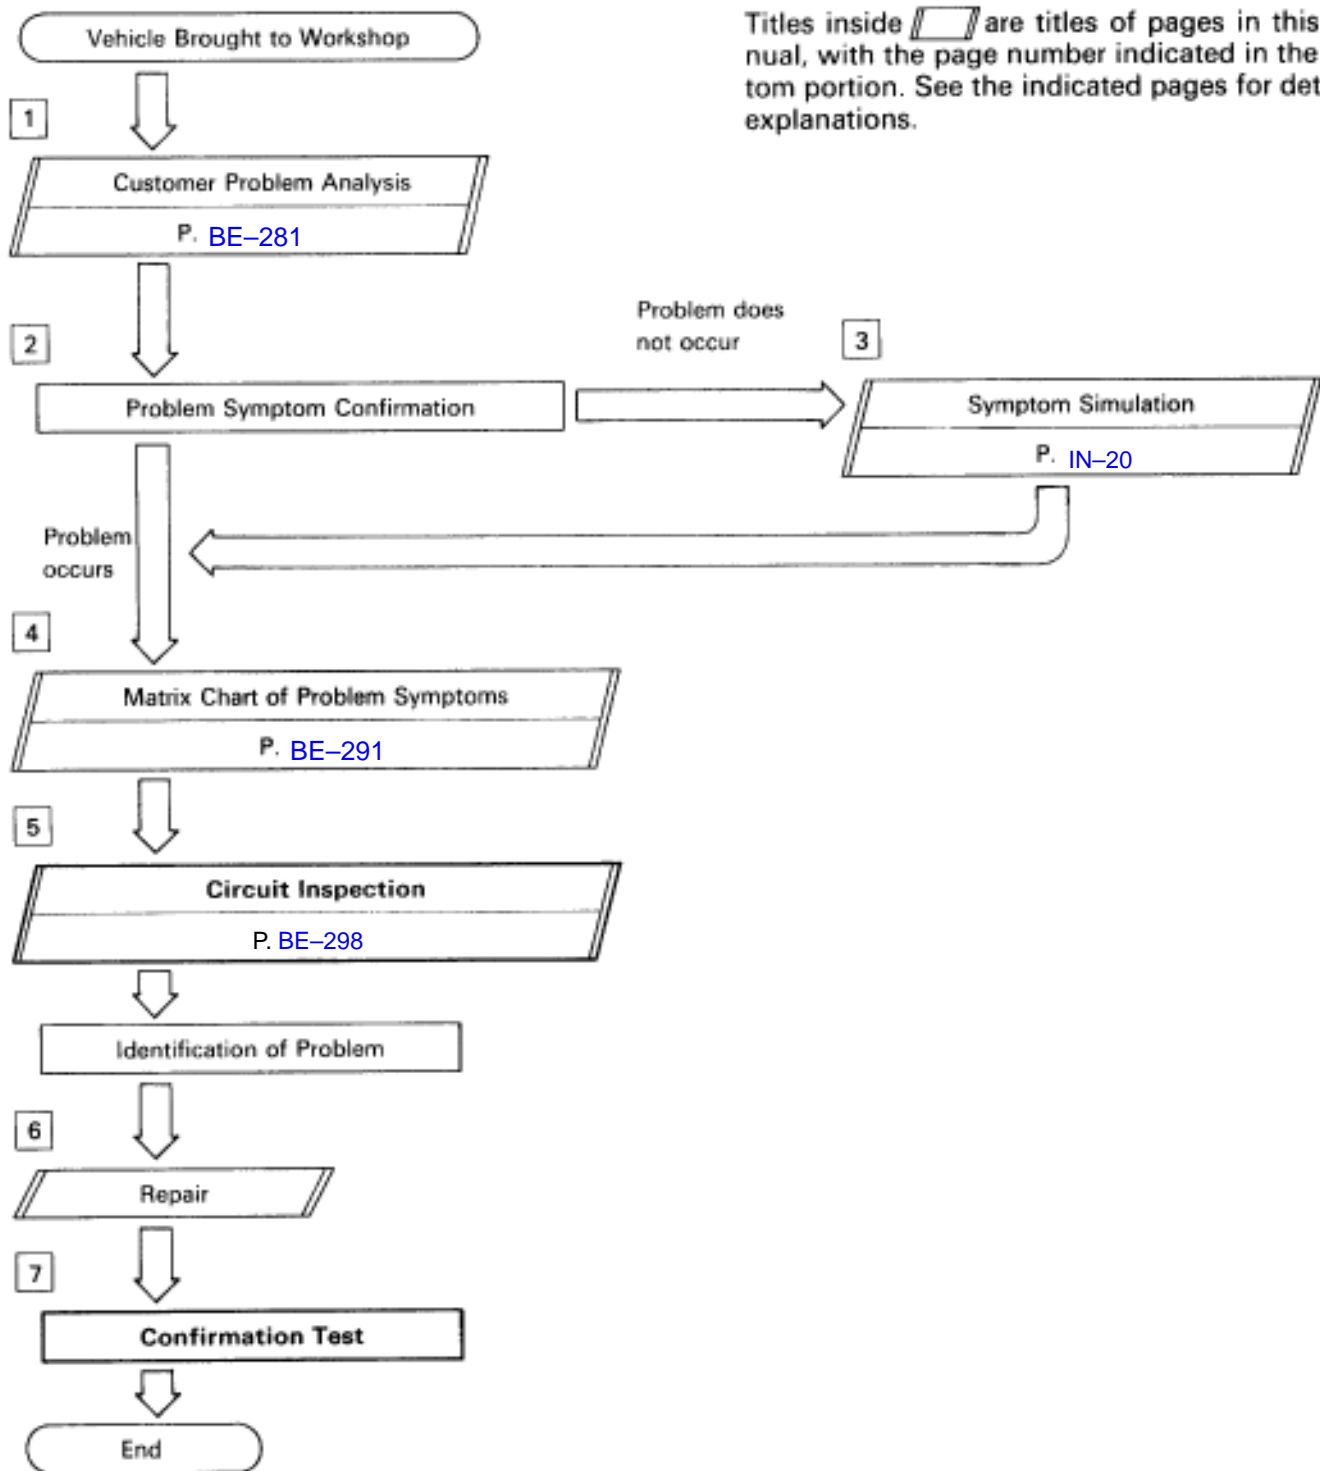 Vehicle Brought to Workshop
Titles inside are titles of pages in this
nual, with the page number indicated in the
tom portion. See the indicated pages for det
explanations.
1
Customer Problem Analysis
P. BE–281
2
Problem Symptom Confirmation
Problem does
not occur
3
Symptom Simulation
P. IN–20
Problem
occurs
4
Matrix Chart of Problem Symptoms
P. BE–291
5
Circuit Inspection
P. BE–298
Identification of Problem
6
Repair
7
Confirmation Test
End